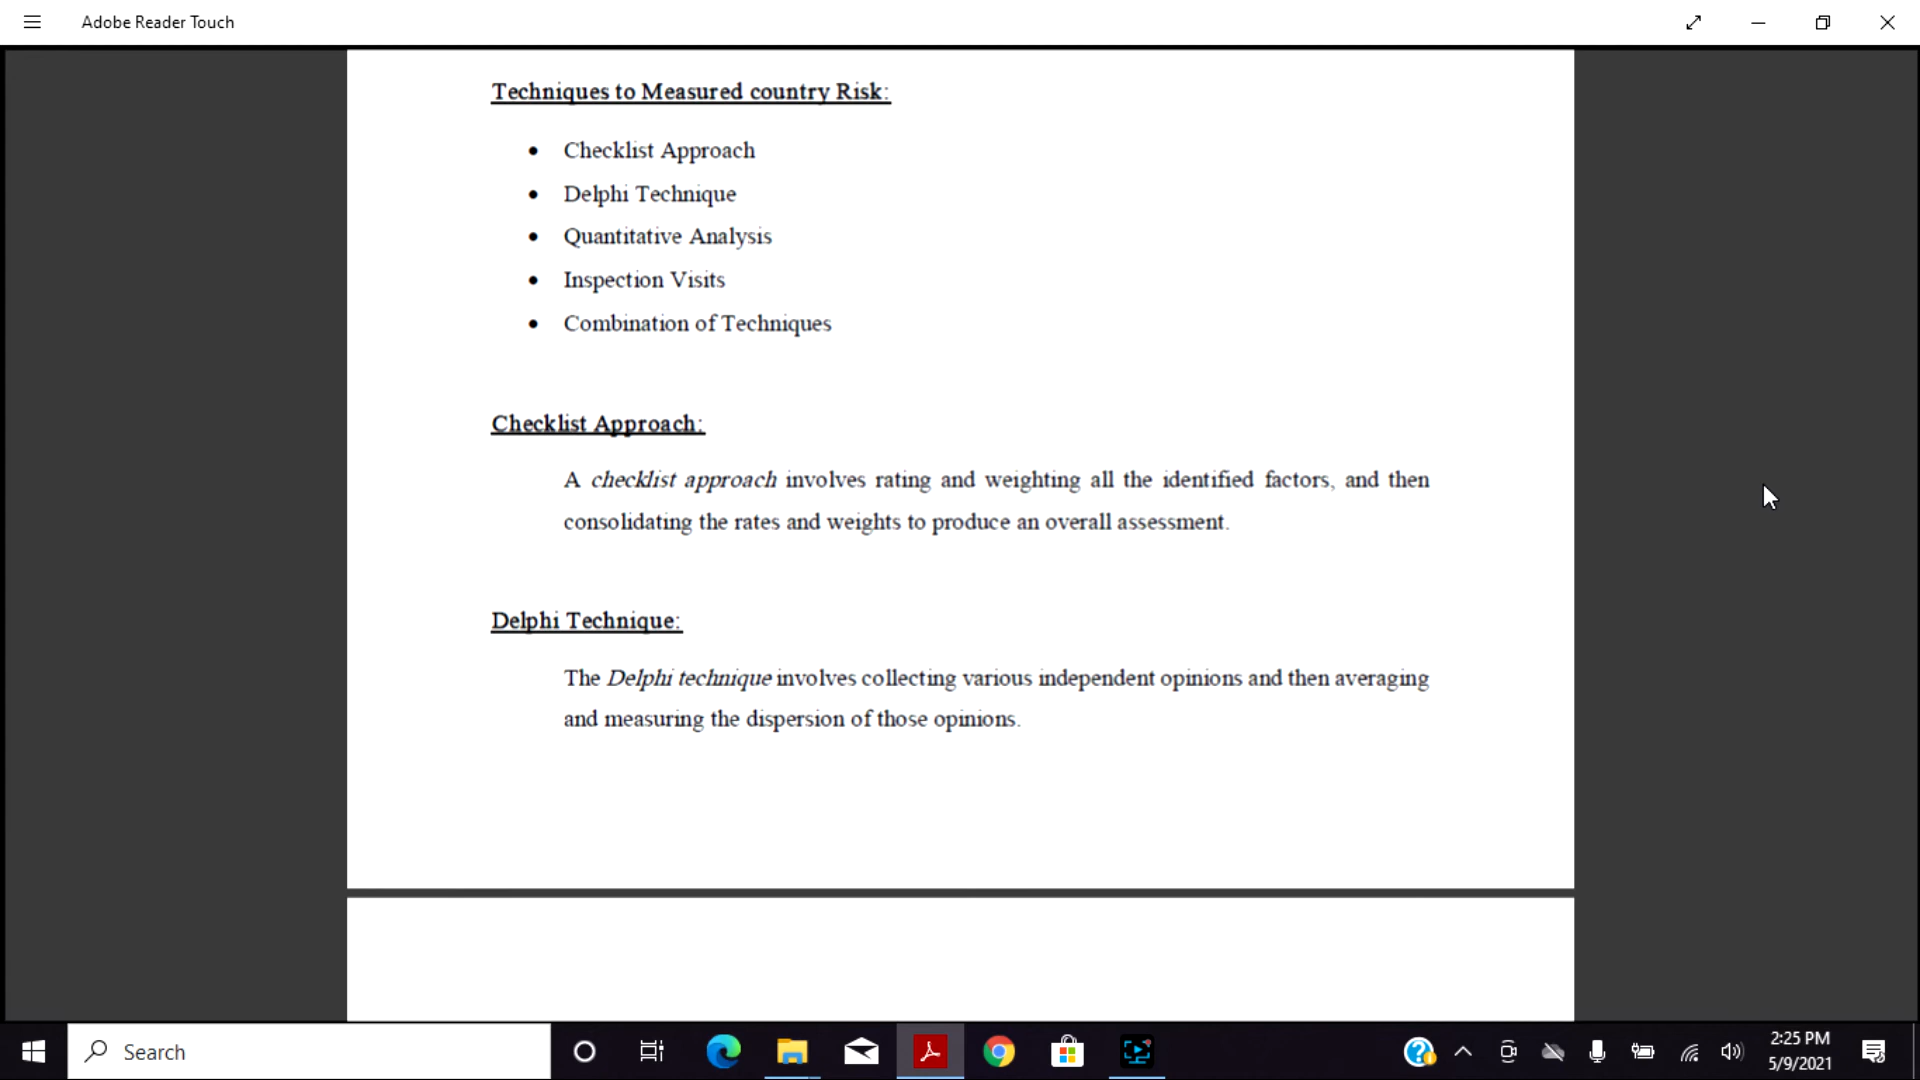 Adobe Reader Touch
Techniques to Measured country Risk:
• Checklist Approach
• Delphi Technique
• Quantitative Analysis
• Inspection Visits
• Combination of Techniques
Checklist Approach:
A checklist approach involves rating and weighting all the identified factors, and then
consolidating the rates and weights to produce an overall assessment.
Delphi Technique:
The Delphi technique involves collecting various independent opinions and then averaging
and measuring the dispersion of those opinions.
Search
2:25 PM
5/9/2021